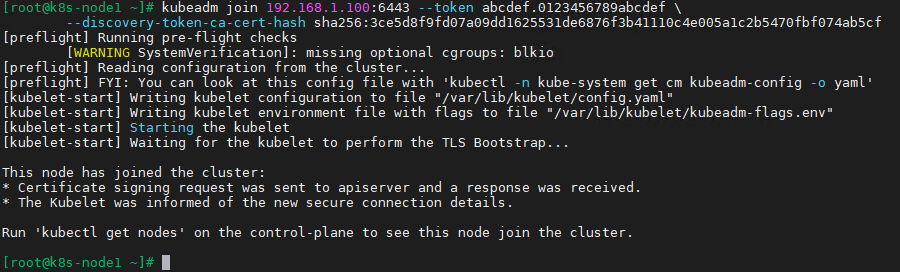 [root@k8s-node1 ~]# kubeadm join 192.168.1.100:6443 --token abcdef.0123456789abcdef \
        --discovery-token-ca-cert-hash sha256:3ce5d8f9fd07a09dd1625531de6876f3b41110c4e005a1c2b5470fbf074ab5cf
[preflight] Running pre-flight checks
        [WARNING SystemVerification]: missing optional cgroups: blkio
[preflight] Reading configuration from the cluster...
[preflight] FYI: You can look at this config file with 'kubectl -n kube-system get cm kubeadm-config -o yaml'
[kubelet-start] Writing kubelet configuration to file "/var/lib/kubelet/config.yaml"
[kubelet-start] Writing kubelet environment file with flags to file "/var/lib/kubelet/kubeadm-flags.env"
[kubelet-start] Starting the kubelet
[kubelet-start] Waiting for the kubelet to perform the TLS Bootstrap...

This node has joined the cluster:
* Certificate signing request was sent to apiserver and a response was received.
* The Kubelet was informed of the new secure connection details.

Run 'kubectl get nodes' on the control-plane to see this node join the cluster.

[root@k8s-node1 ~]#